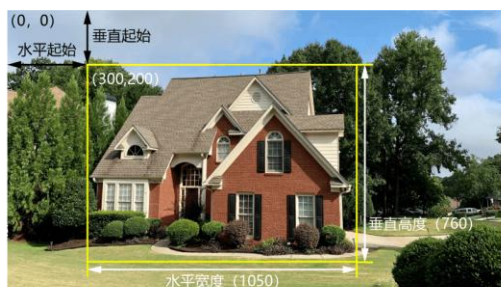 (0，0)
垂直起始
水平起始
(300,200)
垂直高度（760）
水平宽度（1050）